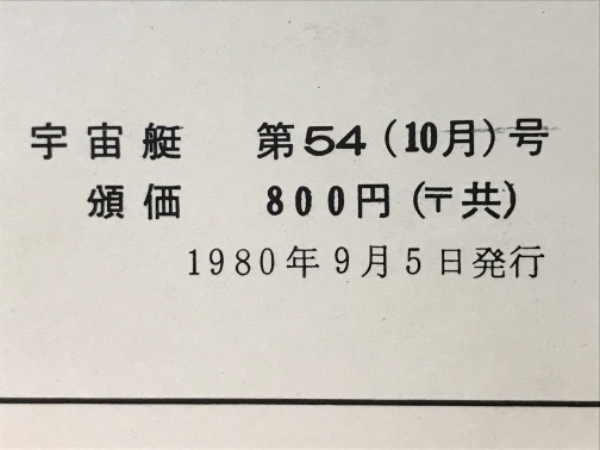 宇宙艇 第54(10月)号
頒価 800円(〒共)
1980年9月5日発行